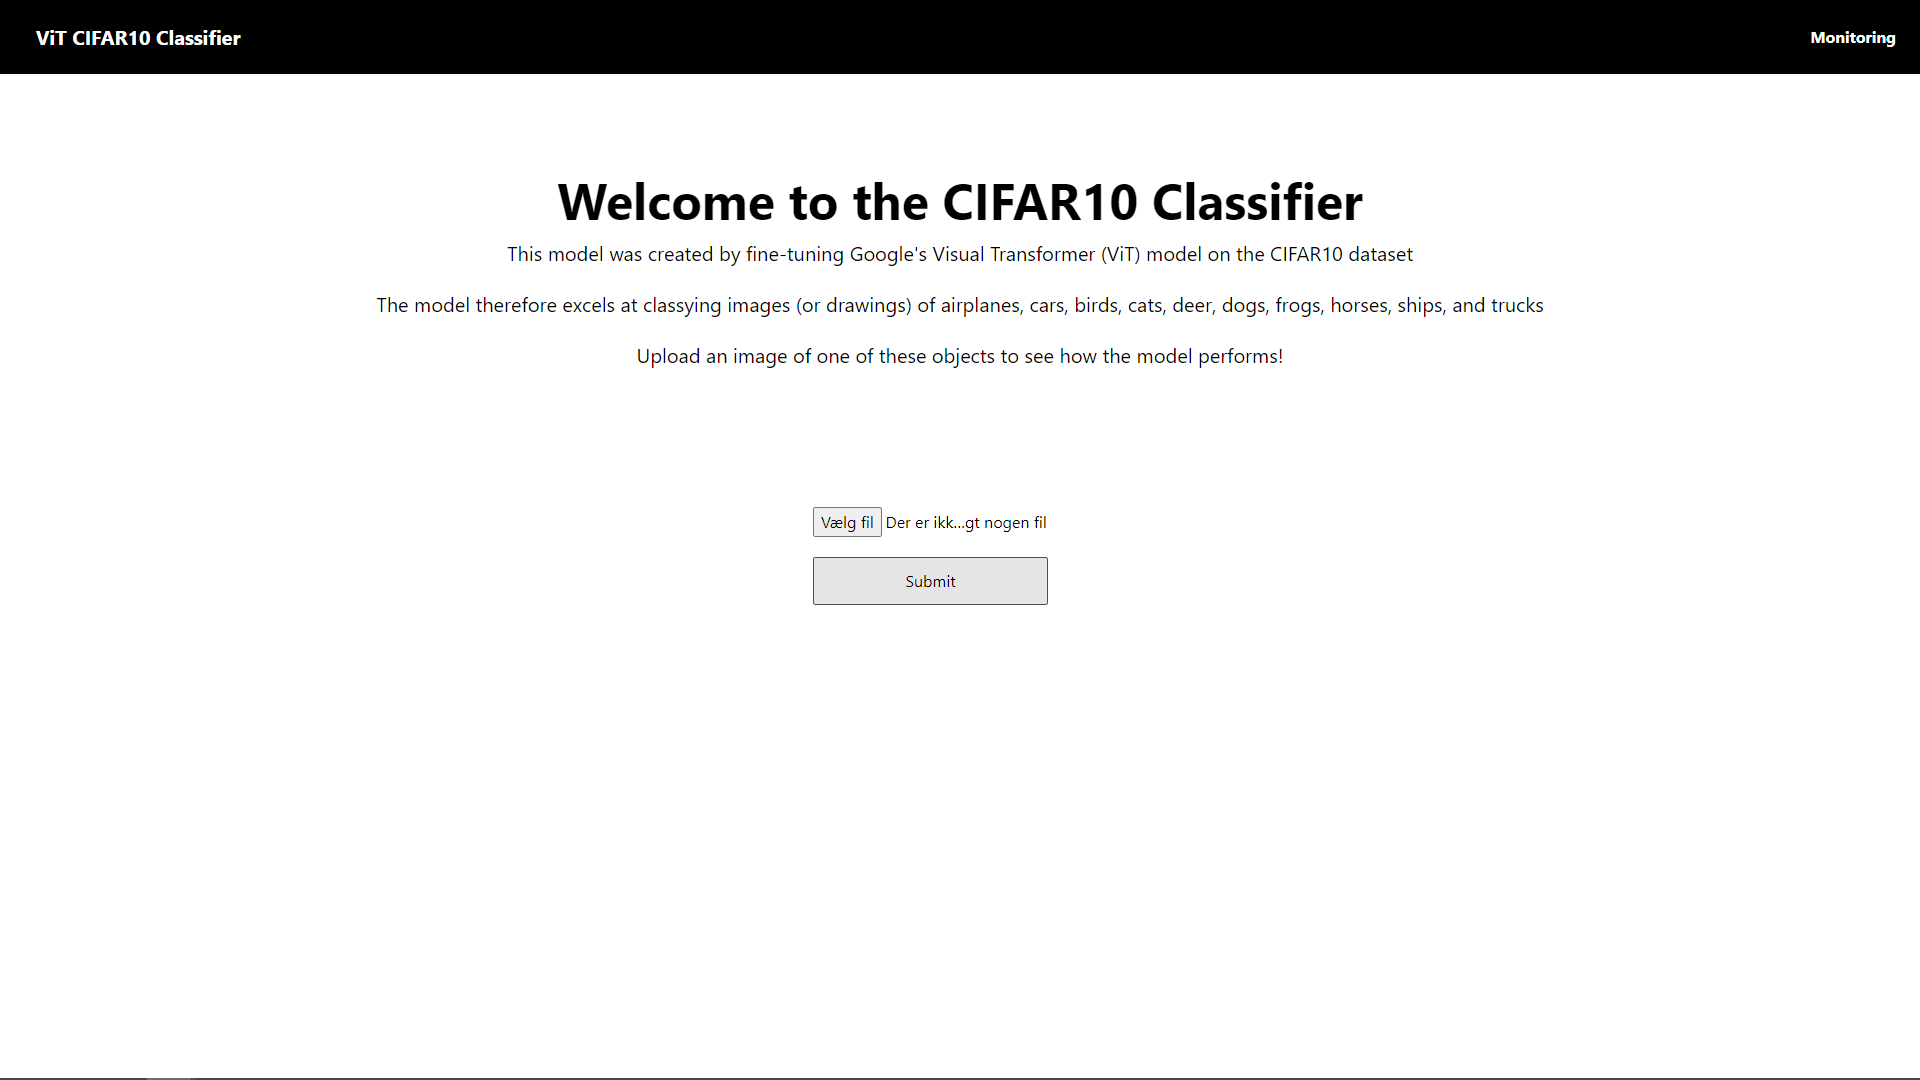 ViT CIFAR10 Classifier
Monitoring
Welcome to the CIFAR10 Classifier
This model was created by fine-tuning Google's Visual Transformer (ViT) model on the CIFAR10 dataset
The model therefore excels at classying images (or drawings) of airplanes, cars, birds, cats, deer, dogs, frogs, horses, ships, and trucks
Upload an image of one of these objects to see how the model performs!
Vælg fil Der er ikk...gt nogen fil
Submit